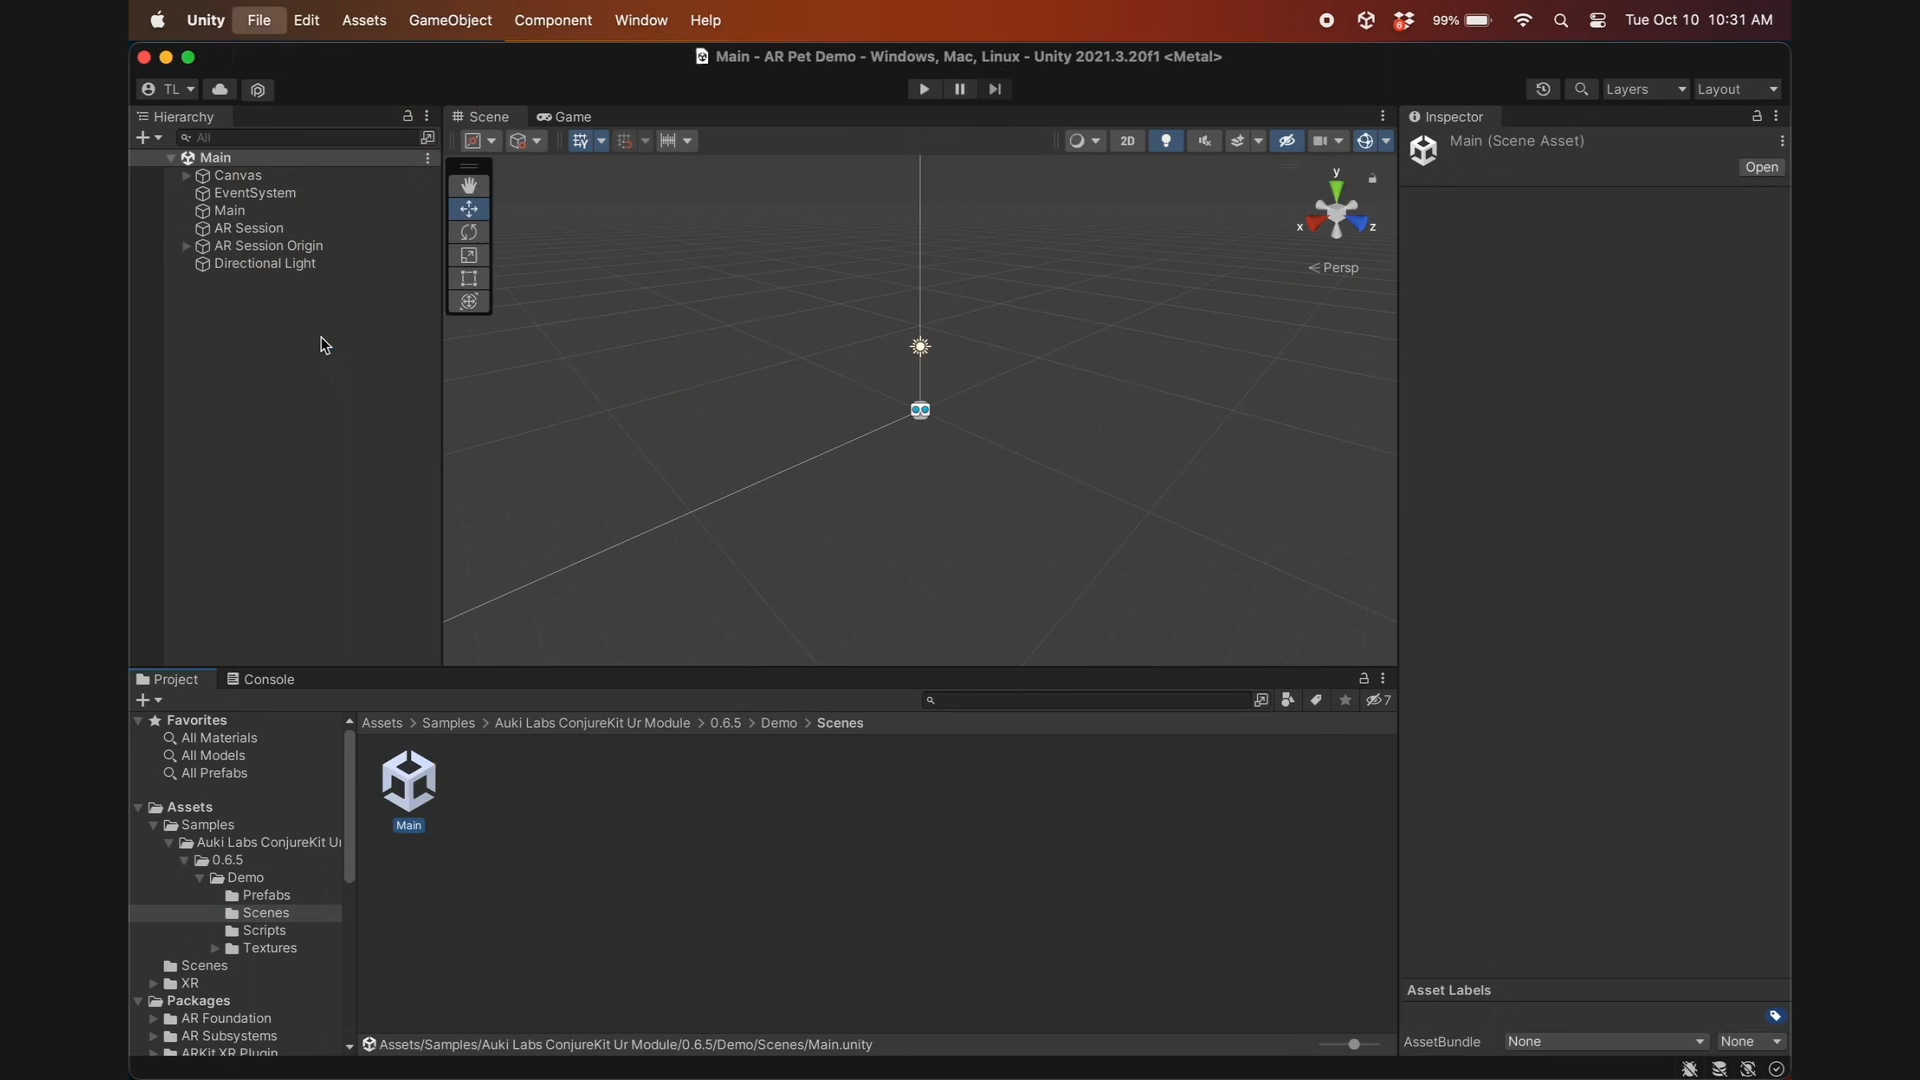 Unity File Edit Assets GameObject Component Window Help 6 99% Tue Oct 10 10:31 AM
Main - AR Pet Demo - Windows, Mac, Linux - Unity 2021.3.20f1 <Metal>
TL Layers Layout
Hierarchy Scene Game Inspector
All 2D Main (Scene Asset)
Open
Main
Canvas
EventSystem
Main
AR Session
AR Session Origin
Directional Light
y
x z
Persp
Project Console
7
Favorites
All Materials
All Models
All Prefabs
Assets
Samples
Auki Labs ConjureKit Ur
0.6.5
Demo
Prefabs
Scenes
Scripts
Textures
Scenes
XR
Packages
AR Foundation
AR Subsystems
ARKit XR Plugin
Assets > Samples > Auki Labs ConjureKit Ur Module > 0.6.5 > Demo > Scenes
Main
Assets/Samples/Auki Labs ConjureKit Ur Module/0.6.5/Demo/Scenes/Main.unity
Asset Labels
AssetBundle None None